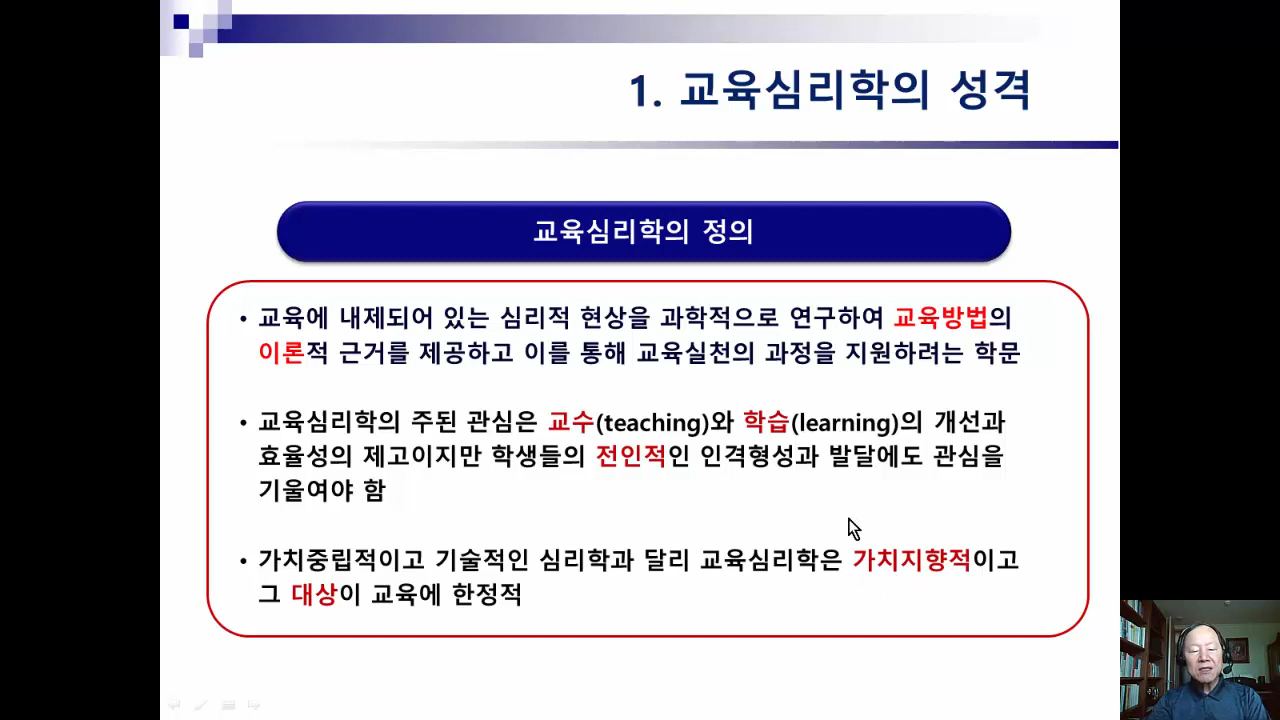 1. 교육심리학의 성격
교육심리학의 정의
• 교육에 내제되어 있는 심리적 현상을 과학적으로 연구하여 교육방법의
이론적 근거를 제공하고 이를 통해 교육실천의 과정을 지원하려는 학문
• 교육심리학의 주된 관심은 교수(teaching)와 학습(learning)의 개선과
효율성의 제고이지만 학생들의 전인적인 인격형성과 발달에도 관심을
기울여야 함
• 가치중립적이고 기술적인 심리학과 달리 교육심리학은 가치지향적이고
그 대상이 교육에 한정적